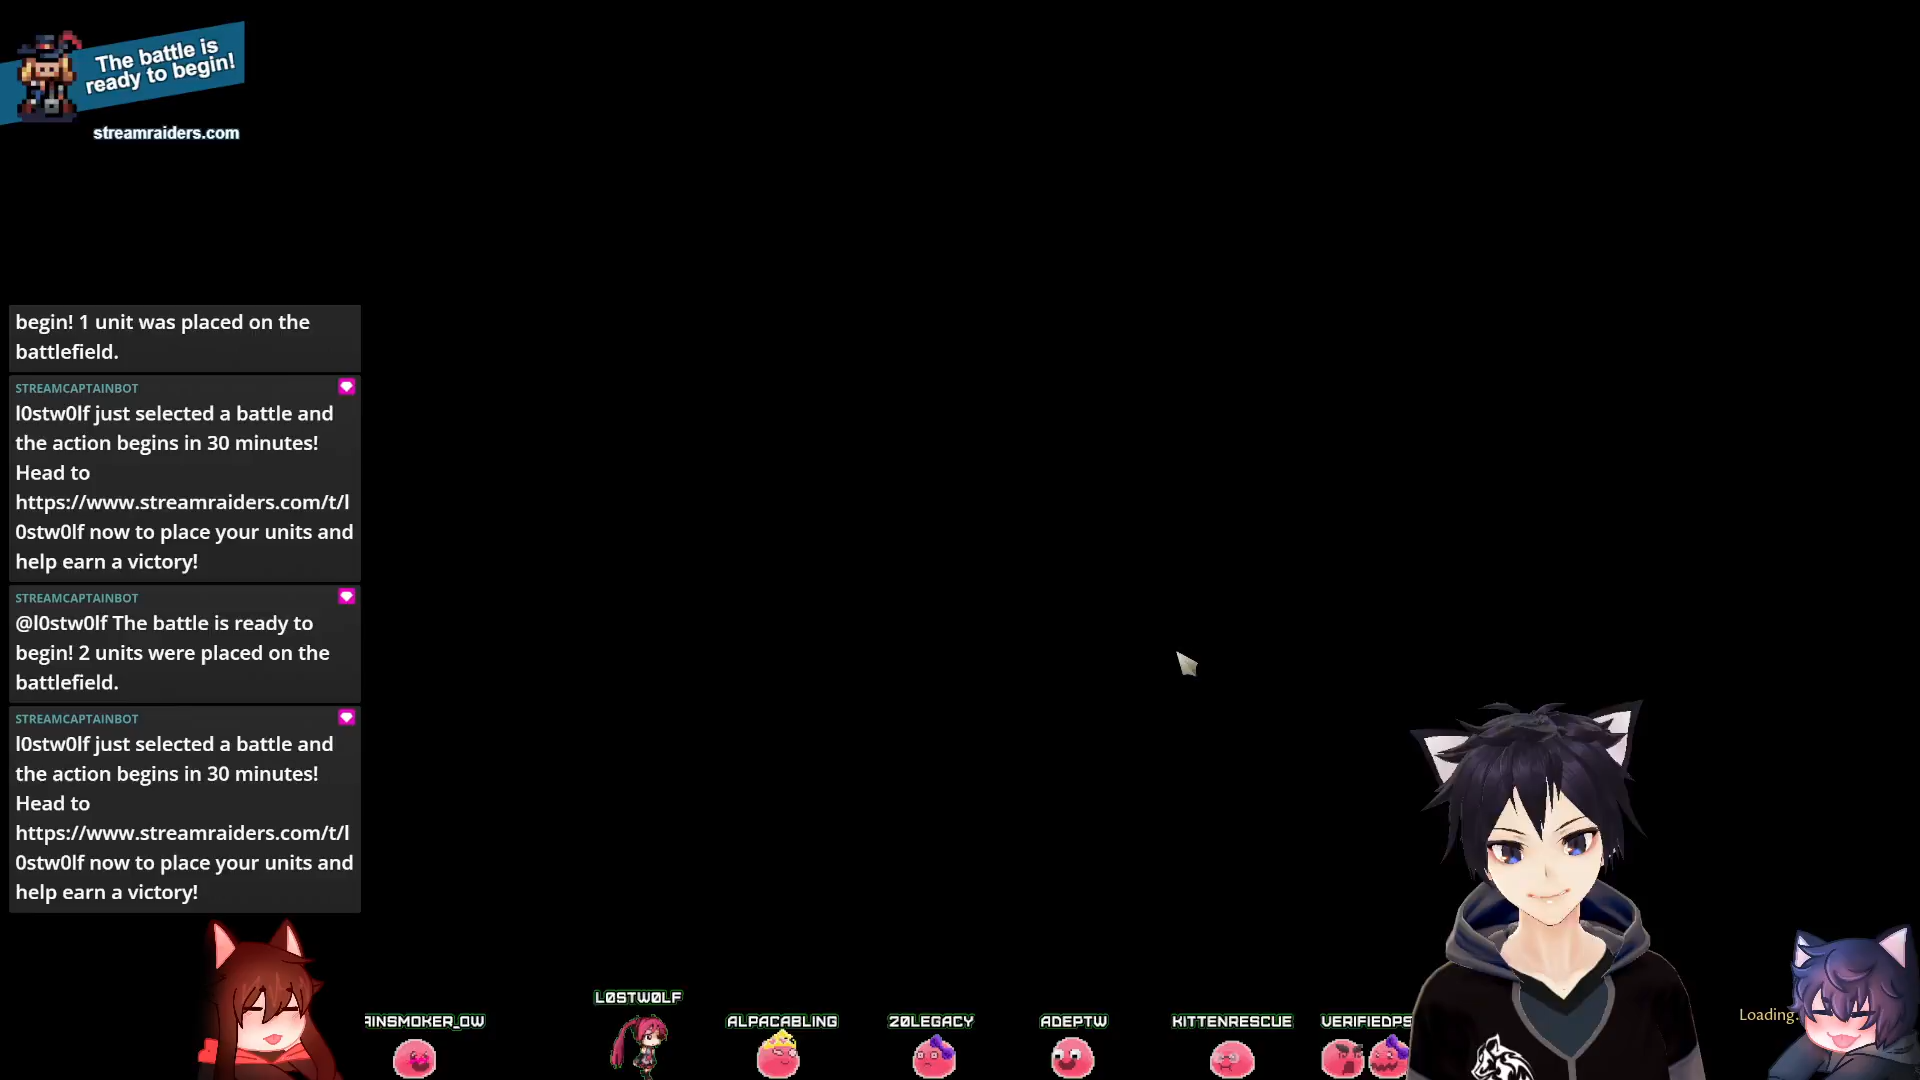 The battle is
ready to begin!
streamraiders.com
begin! 1 unit was placed on the
battlefield.
STREAMCAPTAINBOT
l0stw0lf just selected a battle and
the action begins in 30 minutes!
Head to
https://www.streamraiders.com/t/l
0stw0lf now to place your units and
help earn a victory!
STREAMCAPTAINBOT
@l0stw0lf The battle is ready to
begin! 2 units were placed on the
battlefield.
STREAMCAPTAINBOT
l0stw0lf just selected a battle and
the action begins in 30 minutes!
Head to
https://www.streamraiders.com/t/l
0stw0lf now to place your units and
help earn a victory!
L0STW0LF
AINSMOKER_OW
ALPACABLING
20LEGACY
ADEPTW
KITTENRESCUE
VERIFIEDPS
Loading.